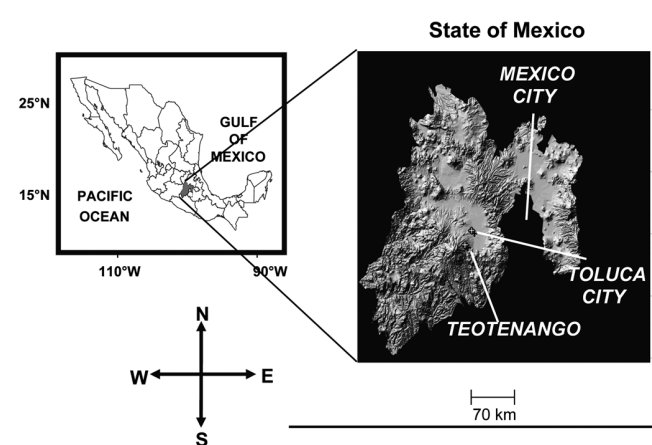 State of Mexico
MEXICO
CITY
25°N
GULF
OF
MEXICO
15°N
PACIFIC
OCEAN
110°W
90°W
TOLUCA
CITY
TEOTENANGO
N
W
E
S
70 km